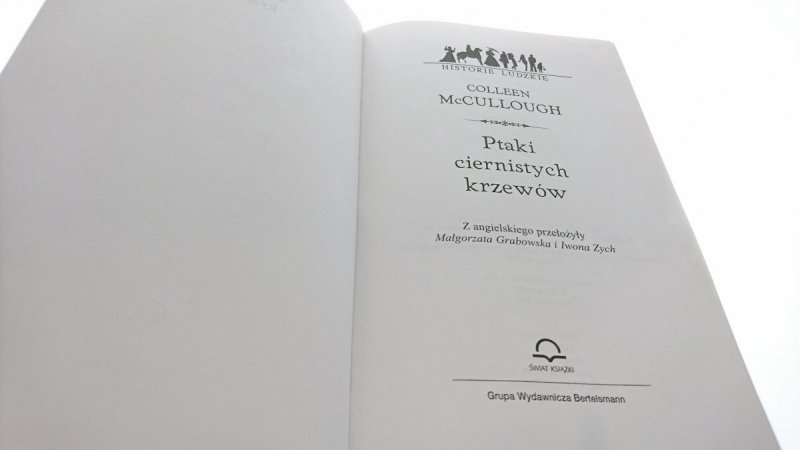 HISTORIE LUDZKIE
COLLEEN
McCULLOUGH
Ptaki
ciernistych
krzewów
Z angielskiego przełożyły
Małgorzata Grabowska i Iwona Zych
ŚWIAT KSIĄŻKI
Grupa Wydawnicza Bertelsmann